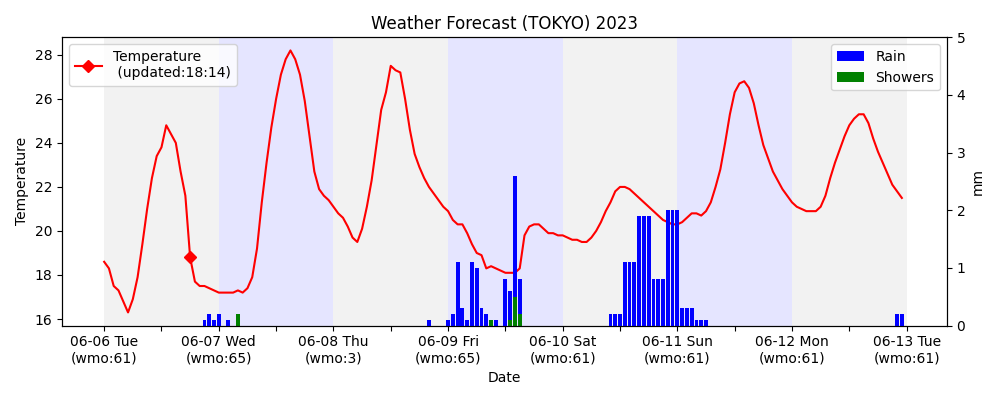 Weather Forecast (TOKYO) 2023
Temperature
(updated:18:14)
Rain
Showers
28
26
24
22
20
18
16
Temperature
5
4
3
2
1
0
mm
06-06 Tue
(wmo:61)
06-07 Wed
(wmo:65)
06-08 Thu
(wmo:3)
06-09 Fri
(wmo:65)
06-10 Sat
(wmo:61)
06-11 Sun
(wmo:61)
06-12 Mon
(wmo:61)
06-13 Tue
(wmo:61)
Date